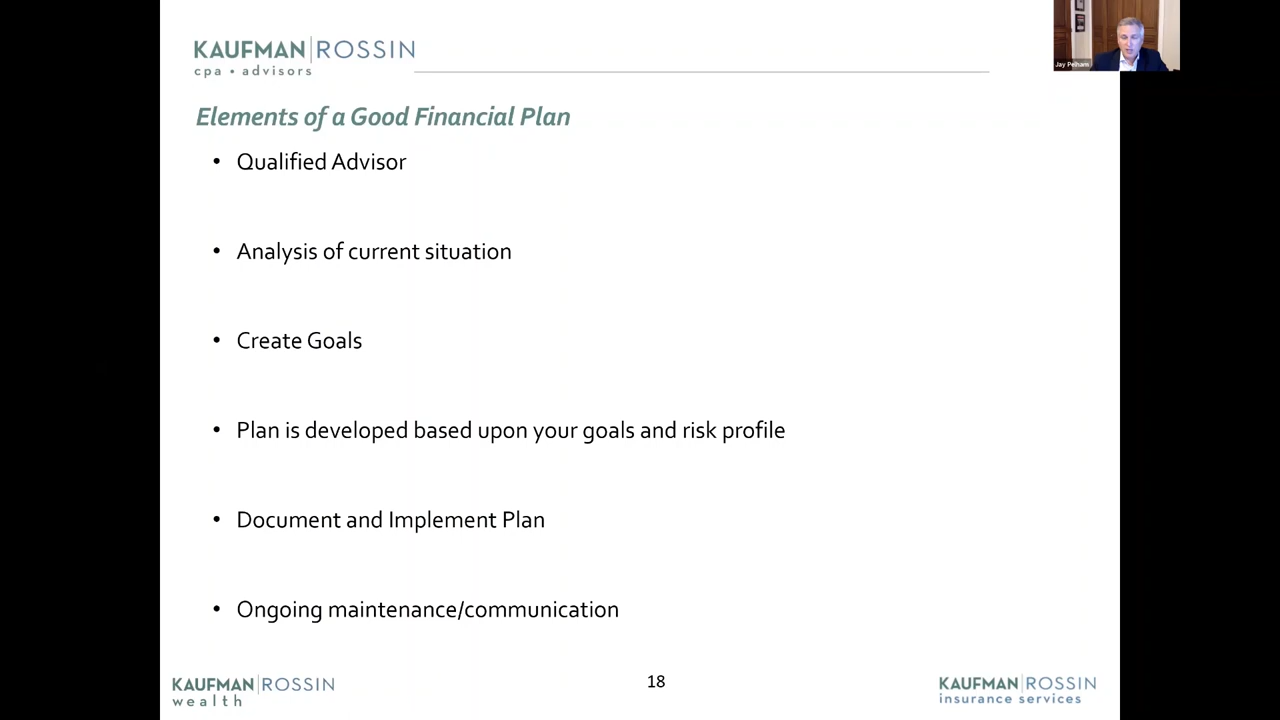 KAUFMAN|ROSSIN
cpa • advisors
Jay Pelham
Elements of a Good Financial Plan
• Qualified Advisor
• Analysis of current situation
• Create Goals
• Plan is developed based upon your goals and risk profile
• Document and Implement Plan
• Ongoing maintenance/communication
KAUFMAN|ROSSIN
wealth
18
KAUFMAN|ROSSIN
insurance services